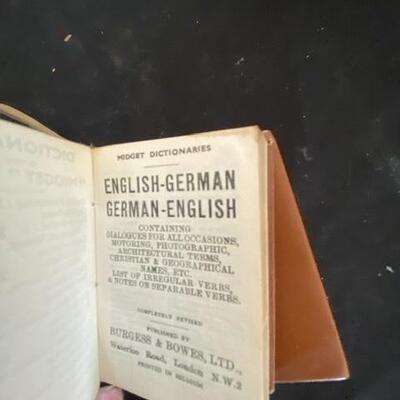 MIDGET DICTIONARIES
ENGLISH-GERMAN
GERMAN-ENGLISH
CONTAINING
DIALOGUES FOR ALL OCCASIONS,
MOTORING, PHOTOGRAPHIC,
ARCHITECTURAL TERMS,
CHRISTIAN & GEOGRAPHICAL
NAMES, ETC.
LIST OF IRREGULAR VERBS,
& NOTES ON SEPARABLE VERBS.
COMPLETELY REVISED
PUBLISHED BY
BURGESS & BOWES, LTD.,
Waterloo Road, London N.W.2
PRINTED IN BELGIUM